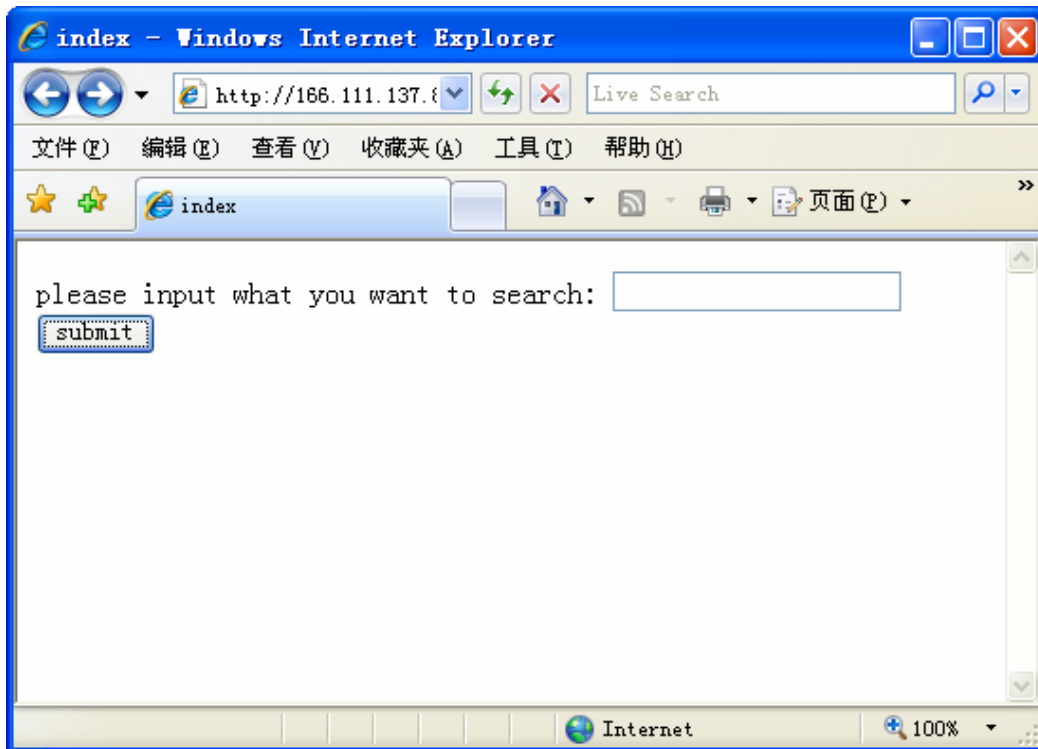 index - Windows Internet Explorer
http://166.111.137.8 Live Search
文件(F) 编辑(E) 查看(V) 收藏夹(A) 工具(T) 帮助(H)
index 页面(P) »
please input what you want to search:
submit
Internet 100%